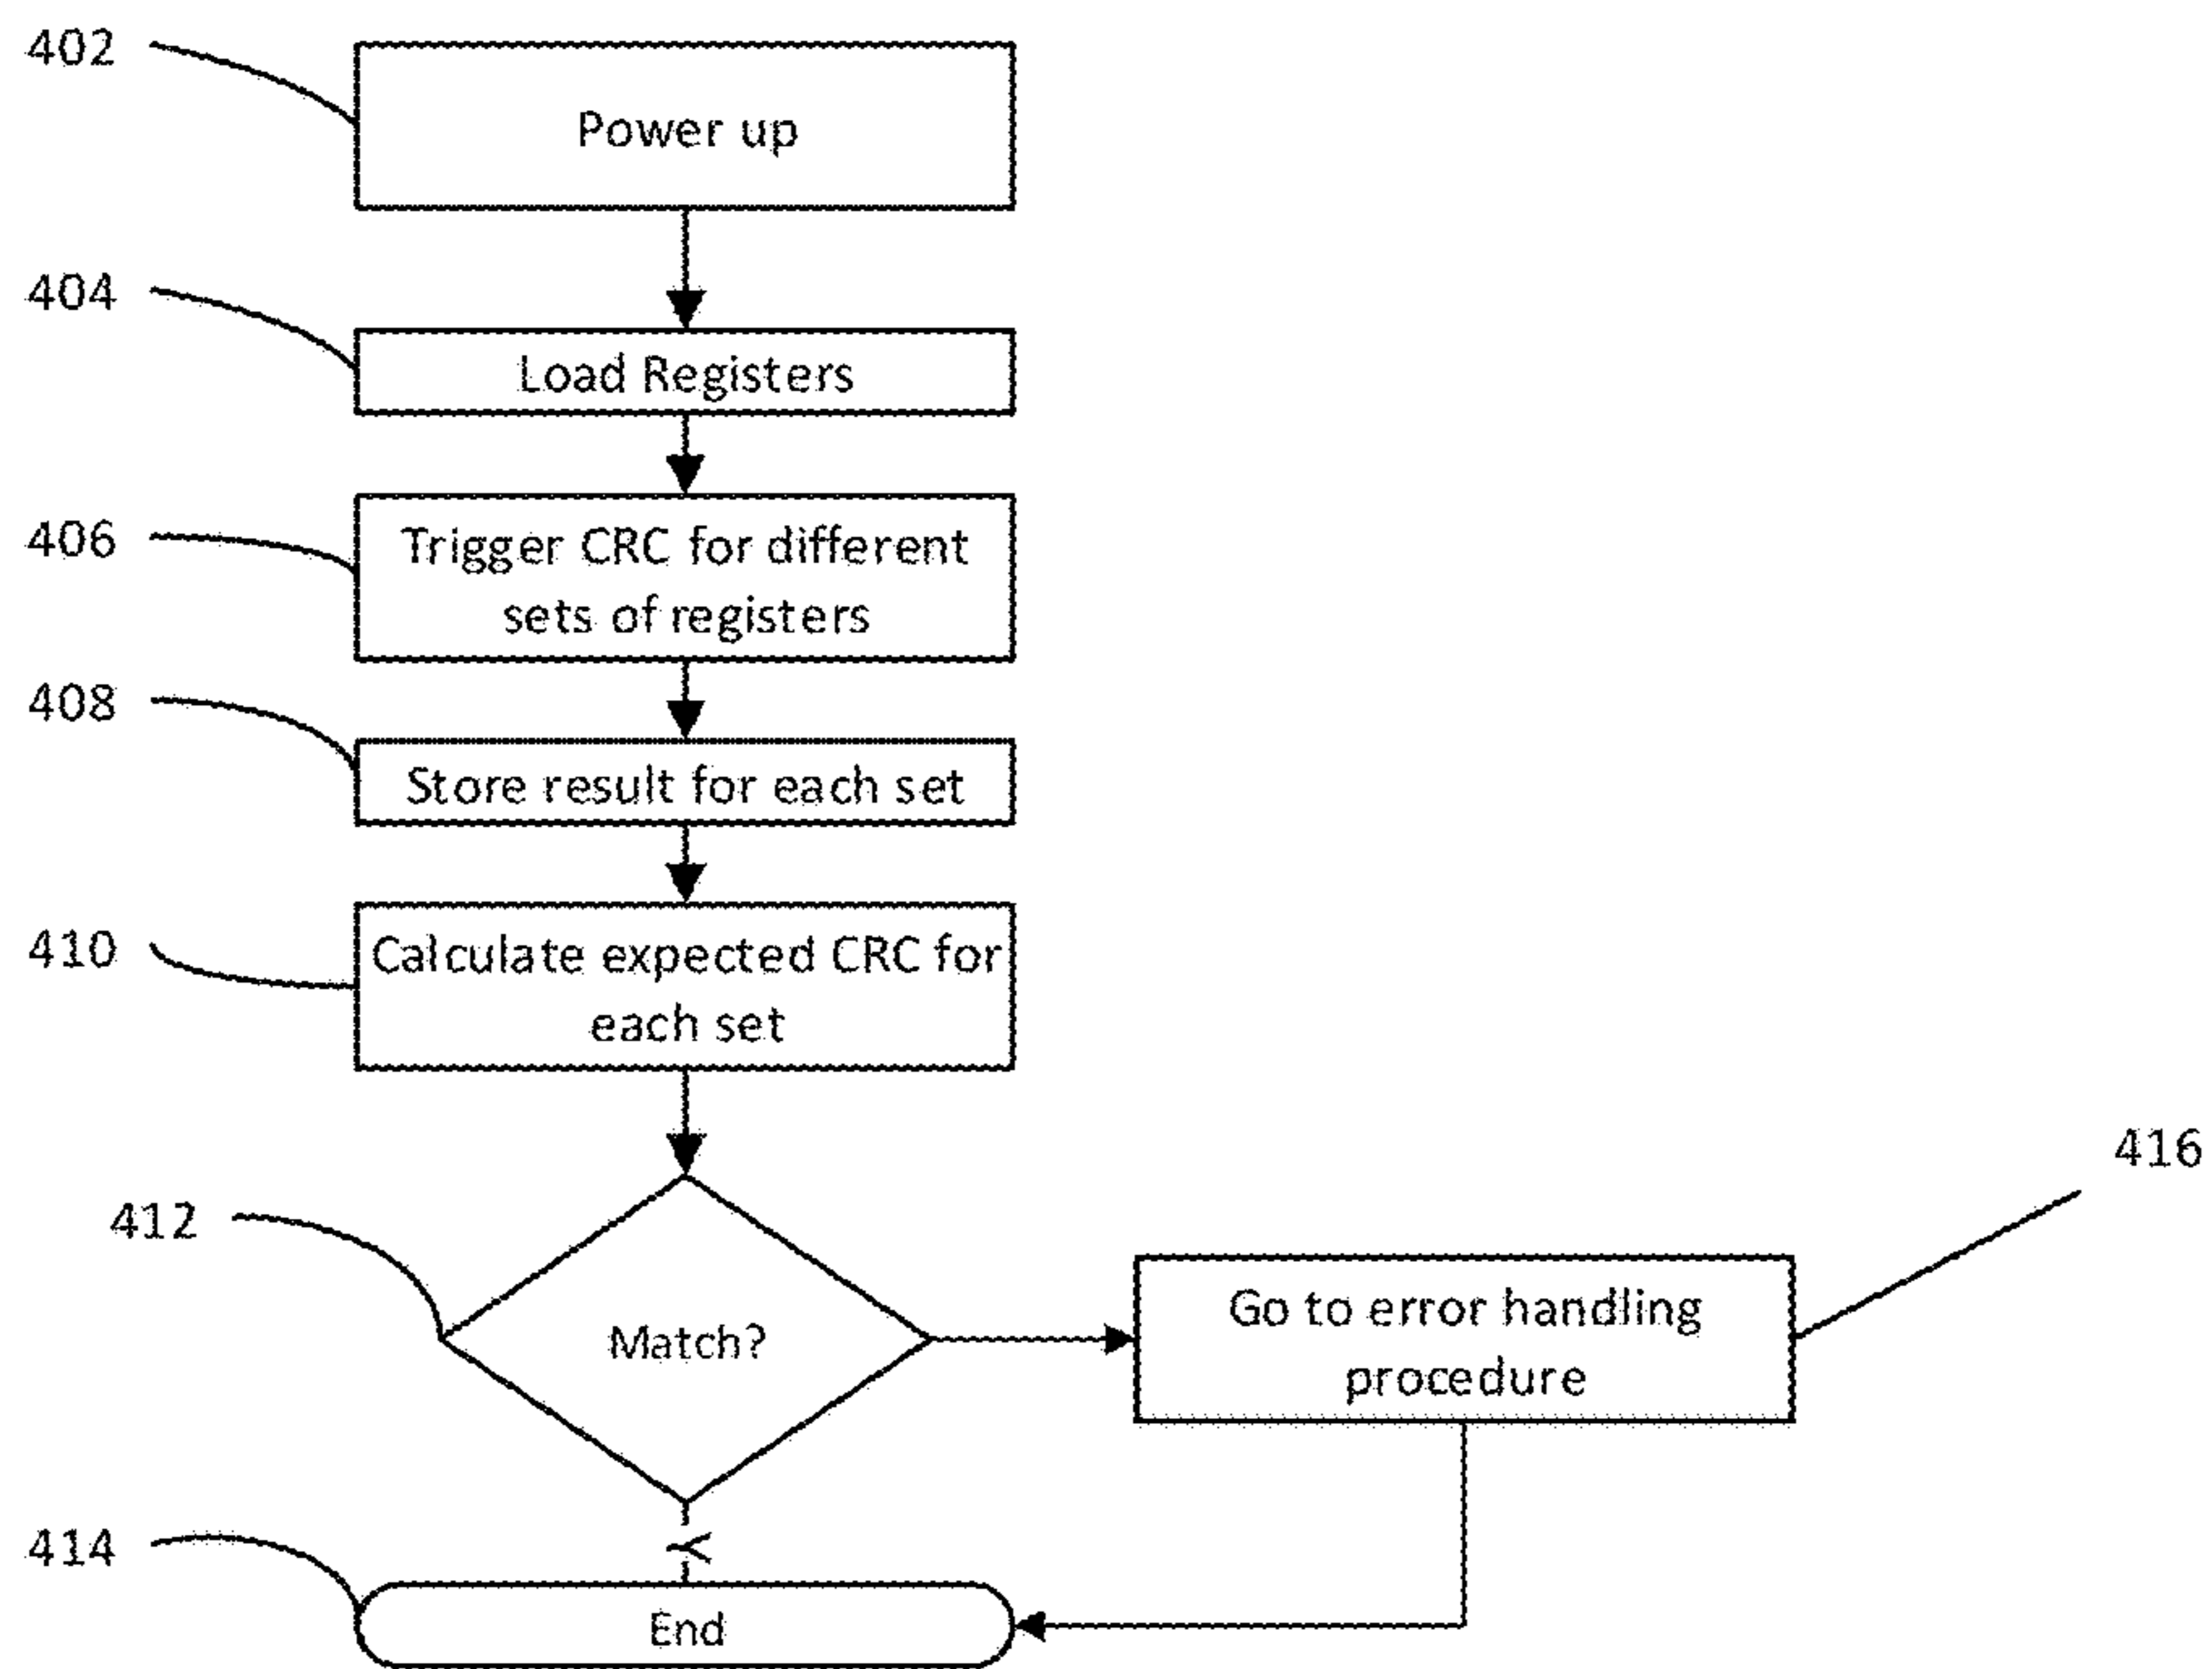 402
Power up
404
Load Registers
406
Trigger CRC for different
sets of registers
408
Store result for each set
410
Calculate expected CRC for
each set
412
Match?
416
Go to error handling
procedure
Y
414
End